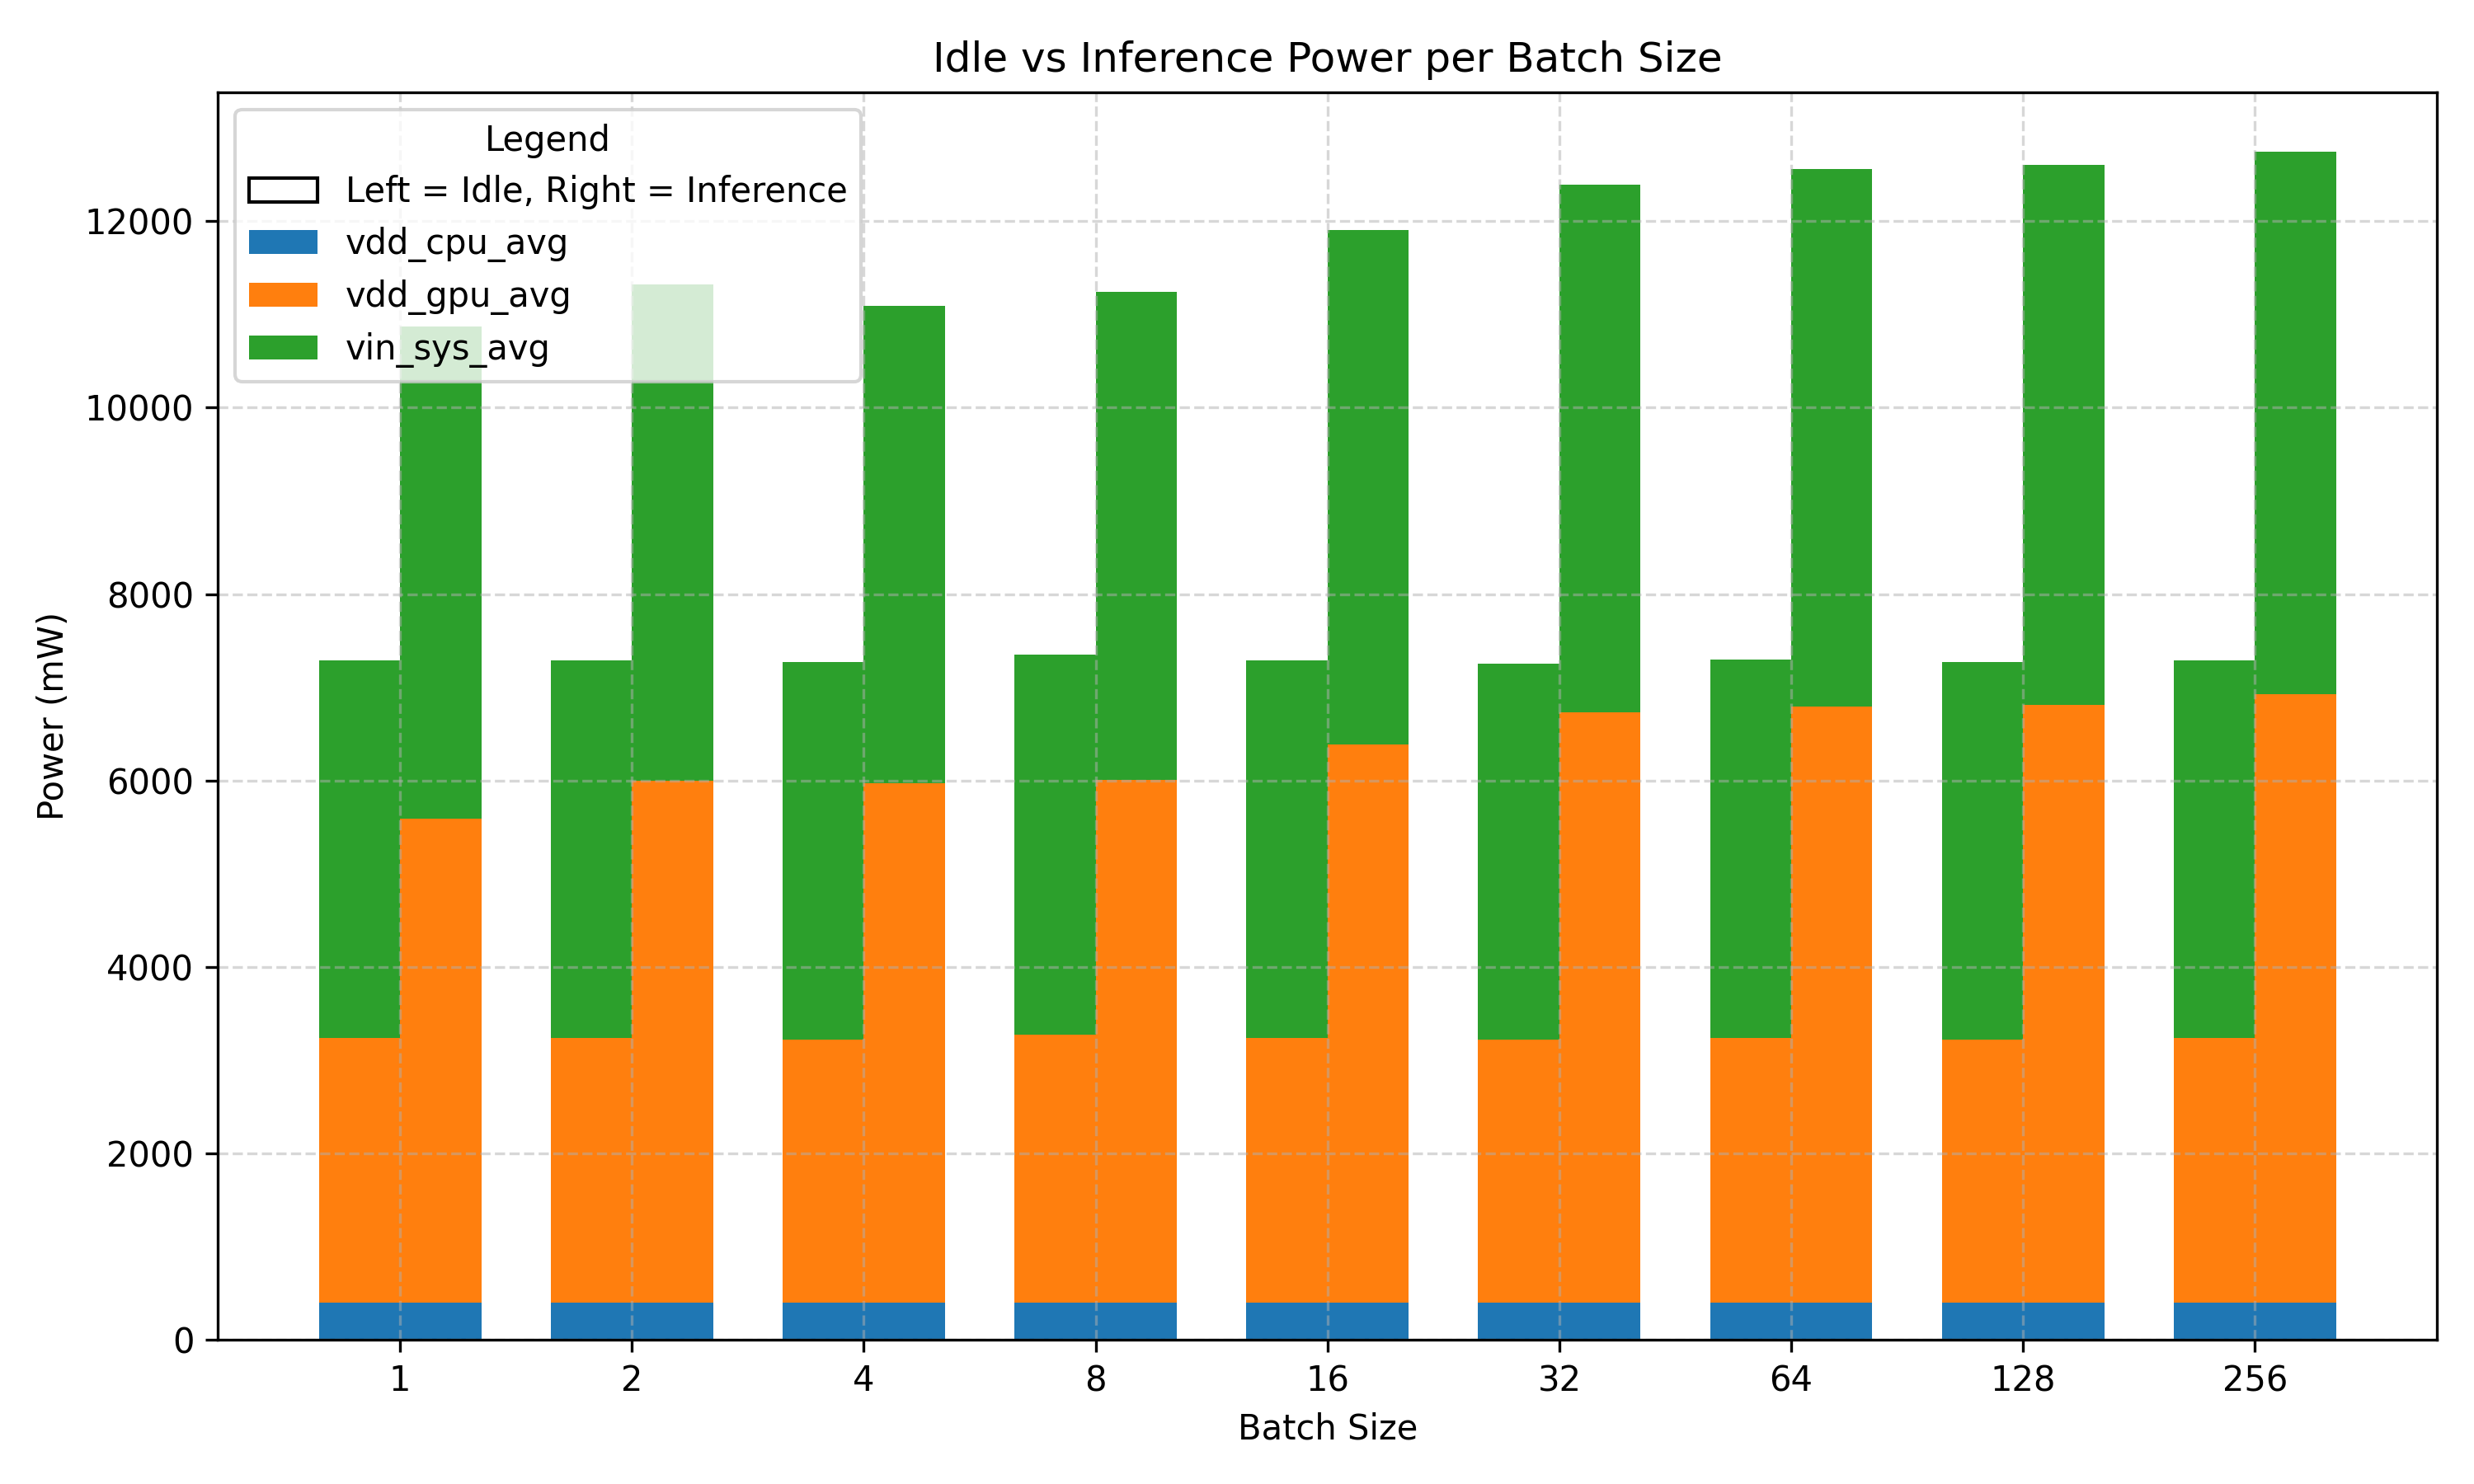 Idle vs Inference Power per Batch Size
Legend
Left = Idle, Right = Inference
vdd_cpu_avg
vdd_gpu_avg
vin_sys_avg
Power (mW)
12000
10000
8000
6000
4000
2000
0
1 2 4 8 16 32 64 128 256
Batch Size